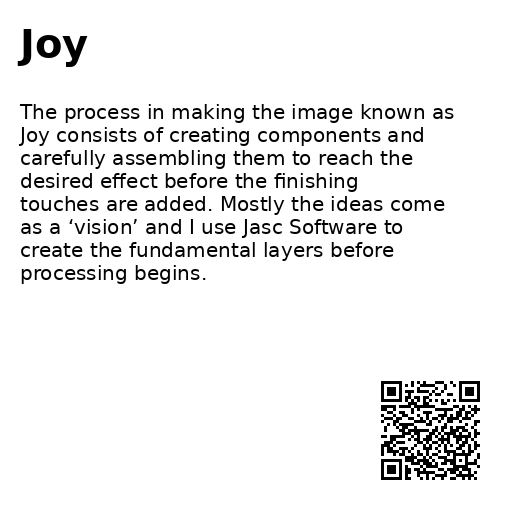 Joy
The process in making the image known as
Joy consists of creating components and
carefully assembling them to reach the
desired effect before the finishing
touches are added. Mostly the ideas come
as a ‘vision’ and I use Jasc Software to
create the fundamental layers before
processing begins.